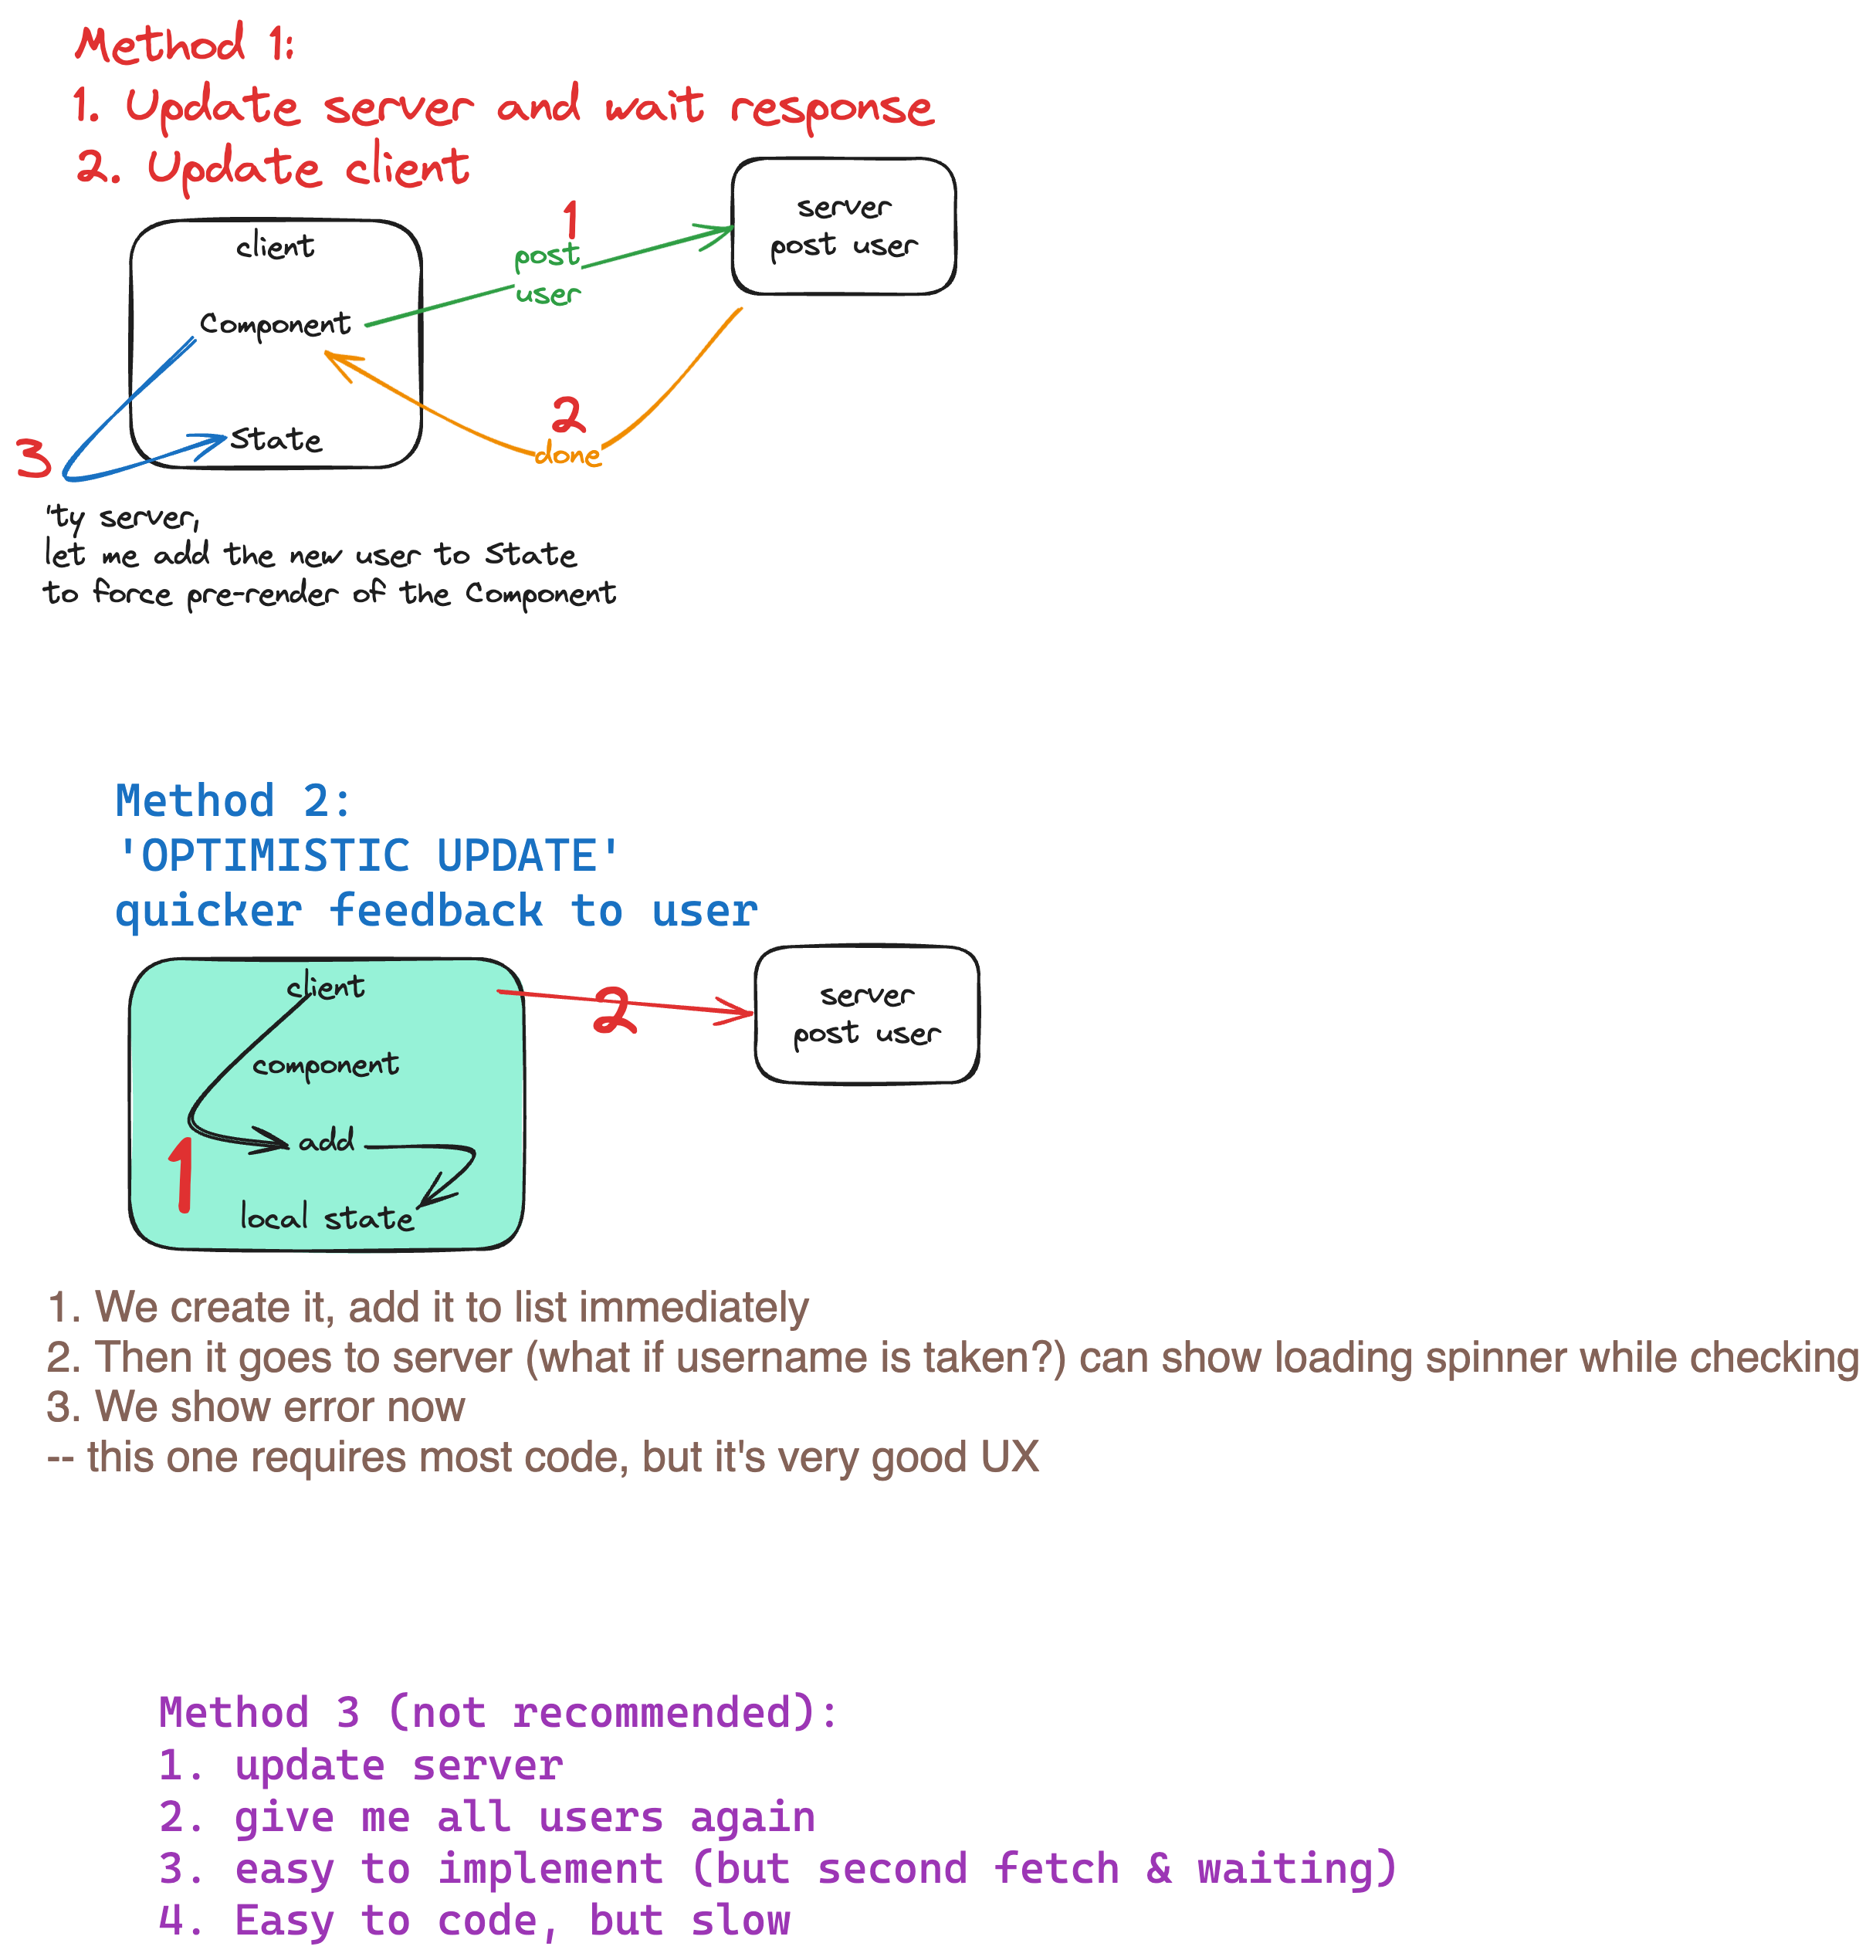 Method 1:
1. Update server and wait response
2. Update client
client
Component
State
1
post
user
server
post user
2
done
3
'ty server,
let me add the new user to State
to force pre-render of the Component
Method 2:
'OPTIMISTIC UPDATE'
quicker feedback to user
client
component
add
local state
1
2
server
post user
1. We create it, add it to list immediately
2. Then it goes to server (what if username is taken?) can show loading spinner while checking
3. We show error now
-- this one requires most code, but it's very good UX
Method 3 (not recommended):
1. update server
2. give me all users again
3. easy to implement (but second fetch & waiting)
4. Easy to code, but slow